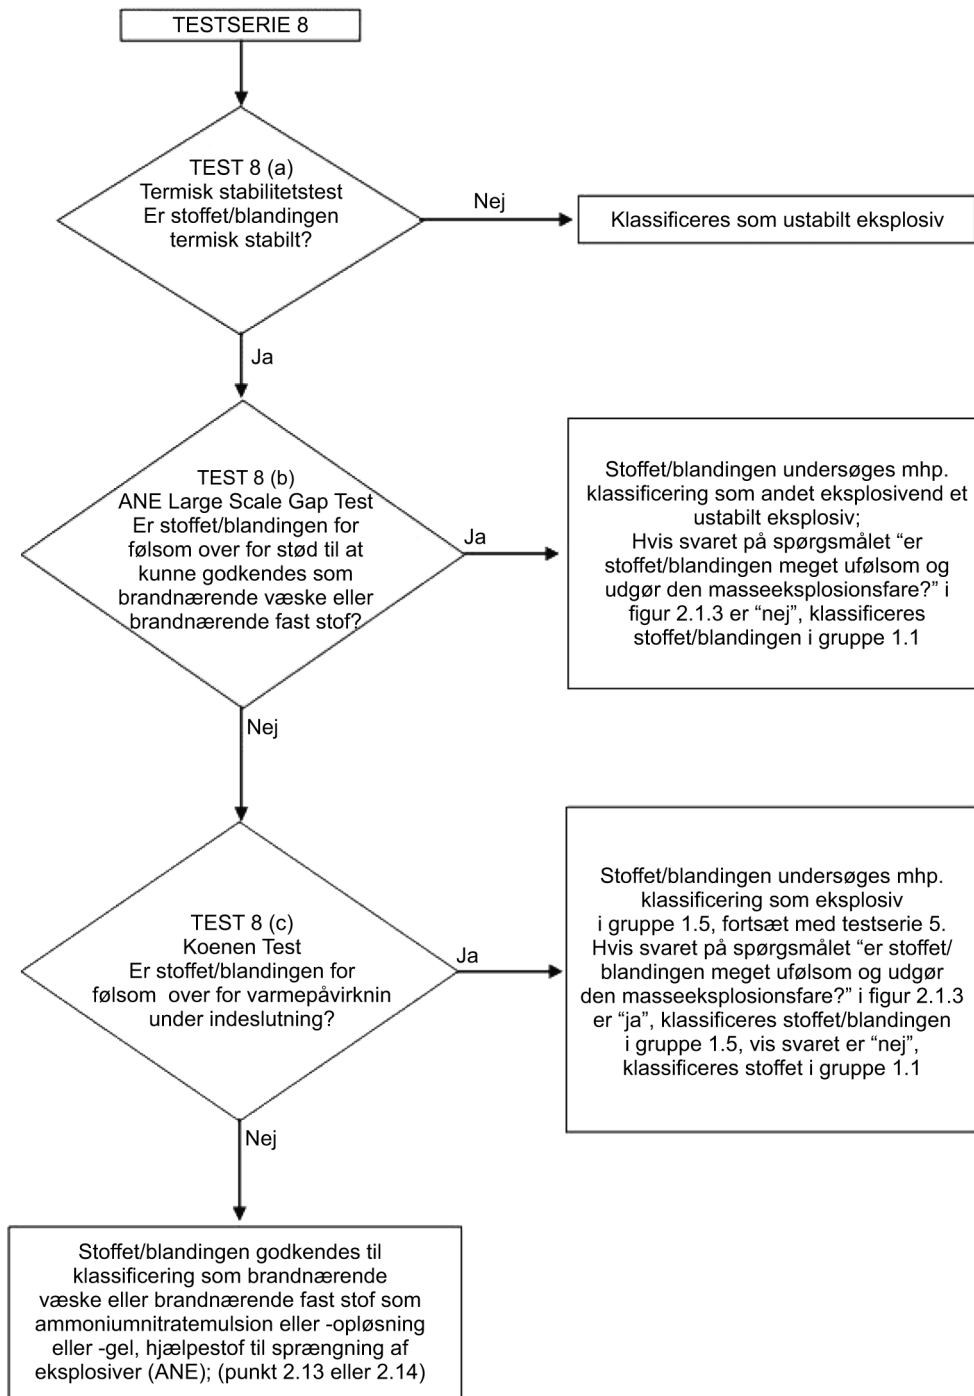 TESTSERIE 8
TEST 8 (a)
Termisk stabilitetstest
Er stoffet/blandingen
termisk stabilt?
Nej
Klassificeres som ustabilt eksplosiv
Ja
TEST 8 (b)
ANE Large Scale Gap Test
Er stoffet/blandingen for
følsom over for stød til at
kunne godkendes som
brandnærende væske eller
brandnærende fast stof?
Ja
Stoffet/blandingen undersøges mhp.
klassificering som andet eksplosivend et
ustabilt eksplosiv;
Hvis svaret på spørgsmålet “er
stoffet/blandingen meget ufølsom og
udgør den masseeksplosionsfare?” i
figur 2.1.3 er “nej”, klassificeres
stoffet/blandingen i gruppe 1.1
Nej
TEST 8 (c)
Koenen Test
Er stoffet/blandingen for
følsom over for varmepåvirknin
under indeslutning?
Ja
Stoffet/blandingen undersøges mhp.
klassificering som eksplosiv
i gruppe 1.5, fortsæt med testserie 5.
Hvis svaret på spørgsmålet “er stoffet/
blandingen meget ufølsom og udgør
den masseeksplosionsfare?” i figur 2.1.3
er “ja”, klassificeres stoffet/blandingen
i gruppe 1.5, vis svaret er “nej”,
klassificeres stoffet i gruppe 1.1
Nej
Stoffet/blandingen godkendes til
klassificering som brandnærende
væske eller brandnærende fast stof som
ammoniumnitratemulsion eller -opløsning
eller -gel, hjælpestof til sprængning af
eksplosiver (ANE); (punkt 2.13 eller 2.14)